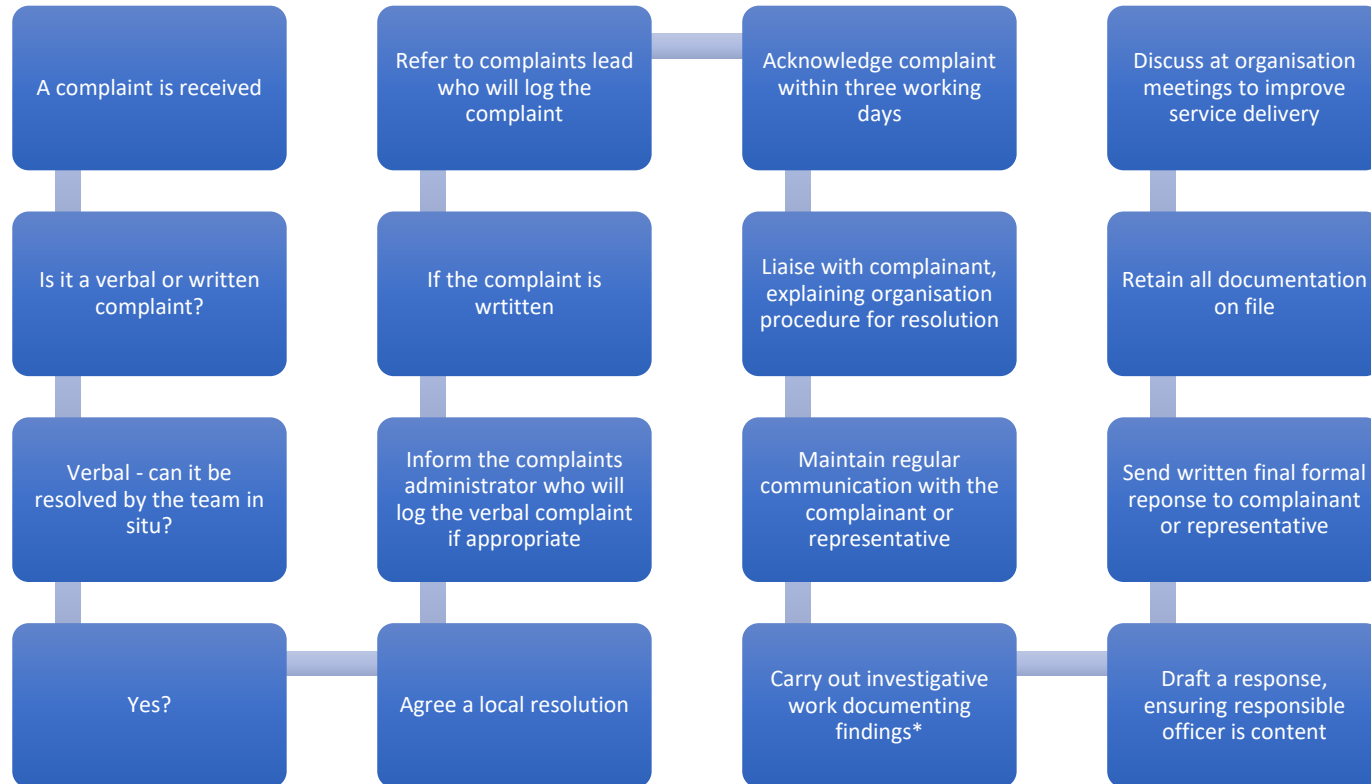 A complaint is received
Is it a verbal or written
complaint?
Verbal - can it be
resolved by the team in
situ?
Yes?
Agree a local resolution
Inform the complaints
administrator who will
log the verbal complaint
if appropriate
If the complaint is
wrtitten
Refer to complaints lead
who will log the
complaint
Acknowledge complaint
within three working
days
Liaise with complainant,
explaining organisation
procedure for resolution
Maintain regular
communication with the
complainant or
representative
Carry out investigative
work documenting
findings*
Draft a response,
ensuring responsible
officer is content
Send written final formal
reponse to complainant
or representative
Retain all documentation
on file
Discuss at organisation
meetings to improve
service delivery